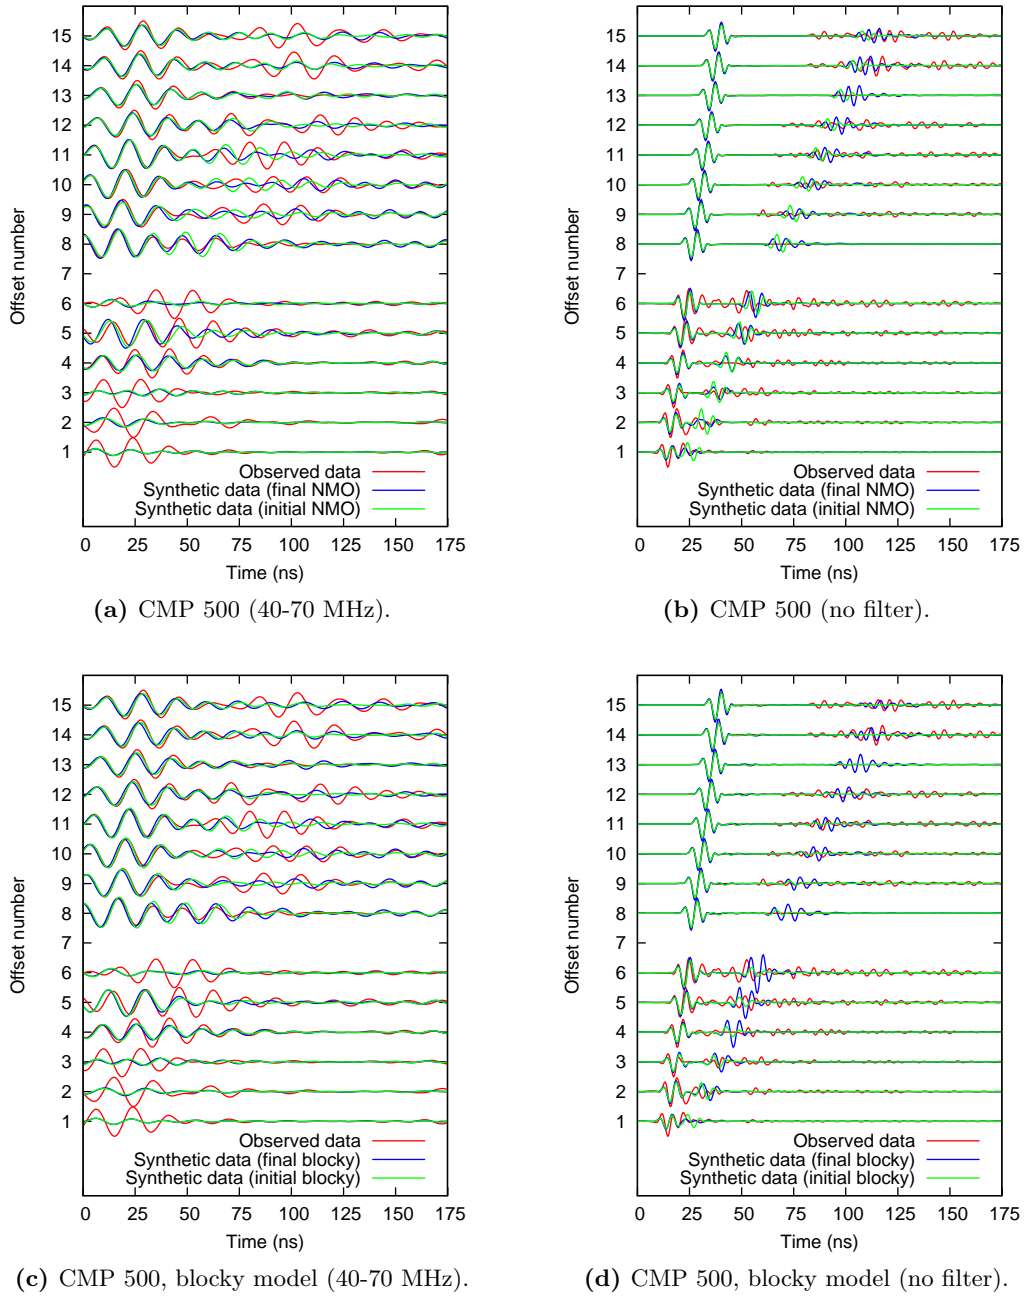 Offset number
15
14
13
12
11
10
9
8
7
6
5
4
3
2
1
Observed data
Synthetic data (final NMO)
Synthetic data (initial NMO)
0 25 50 75 100 125 150 175
Time (ns)
(a) CMP 500 (40-70 MHz).
Offset number
15
14
13
12
11
10
9
8
7
6
5
4
3
2
1
Observed data
Synthetic data (final NMO)
Synthetic data (initial NMO)
0 25 50 75 100 125 150 175
Time (ns)
(b) CMP 500 (no filter).
Offset number
15
14
13
12
11
10
9
8
7
6
5
4
3
2
1
Observed data
Synthetic data (final blocky)
Synthetic data (initial blocky)
0 25 50 75 100 125 150 175
Time (ns)
(c) CMP 500, blocky model (40-70 MHz).
Offset number
15
14
13
12
11
10
9
8
7
6
5
4
3
2
1
Observed data
Synthetic data (final blocky)
Synthetic data (initial blocky)
0 25 50 75 100 125 150 175
Time (ns)
(d) CMP 500, blocky model (no filter).